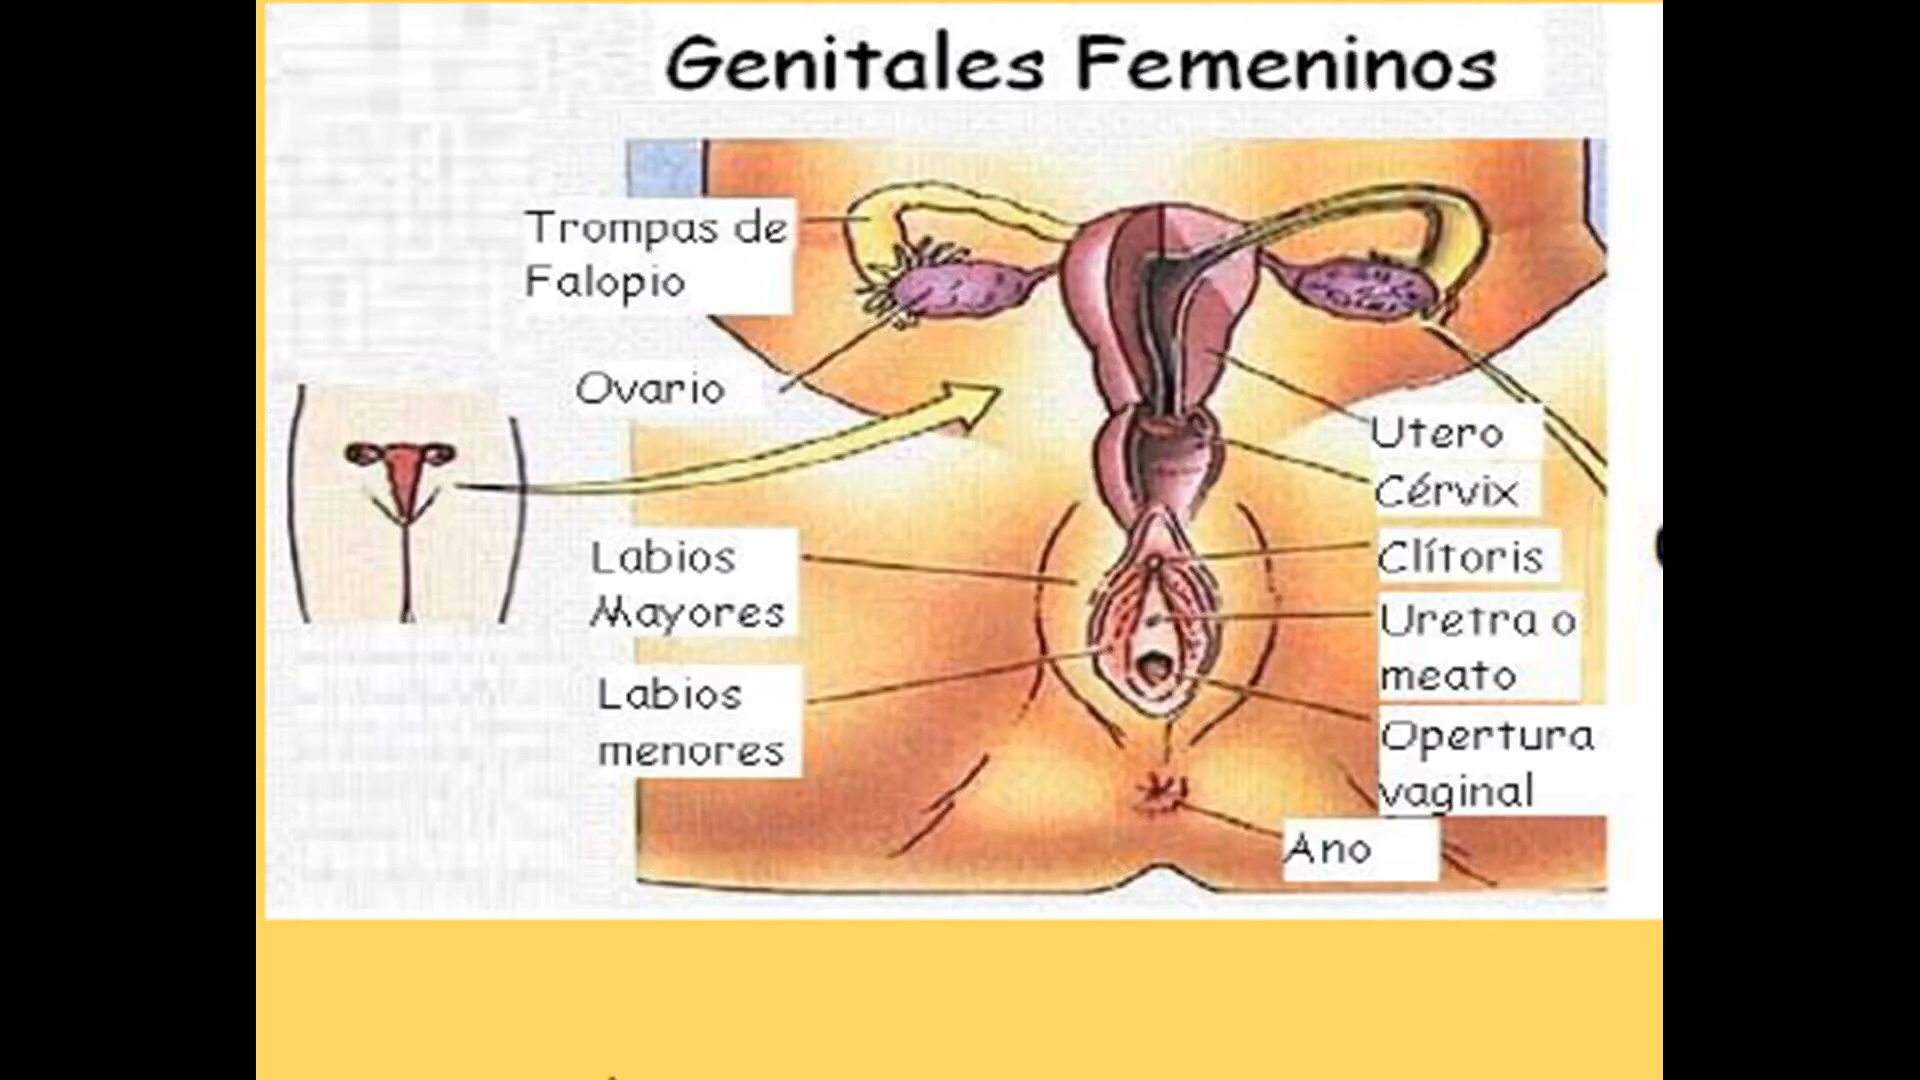 Genitales Femeninos
Trompas de
Falopio
Ovario
Labios
Mayores
Labios
menores
Utero
Cérvix
Clítoris
Uretra o
meato
Opertura
vaginal
Ano